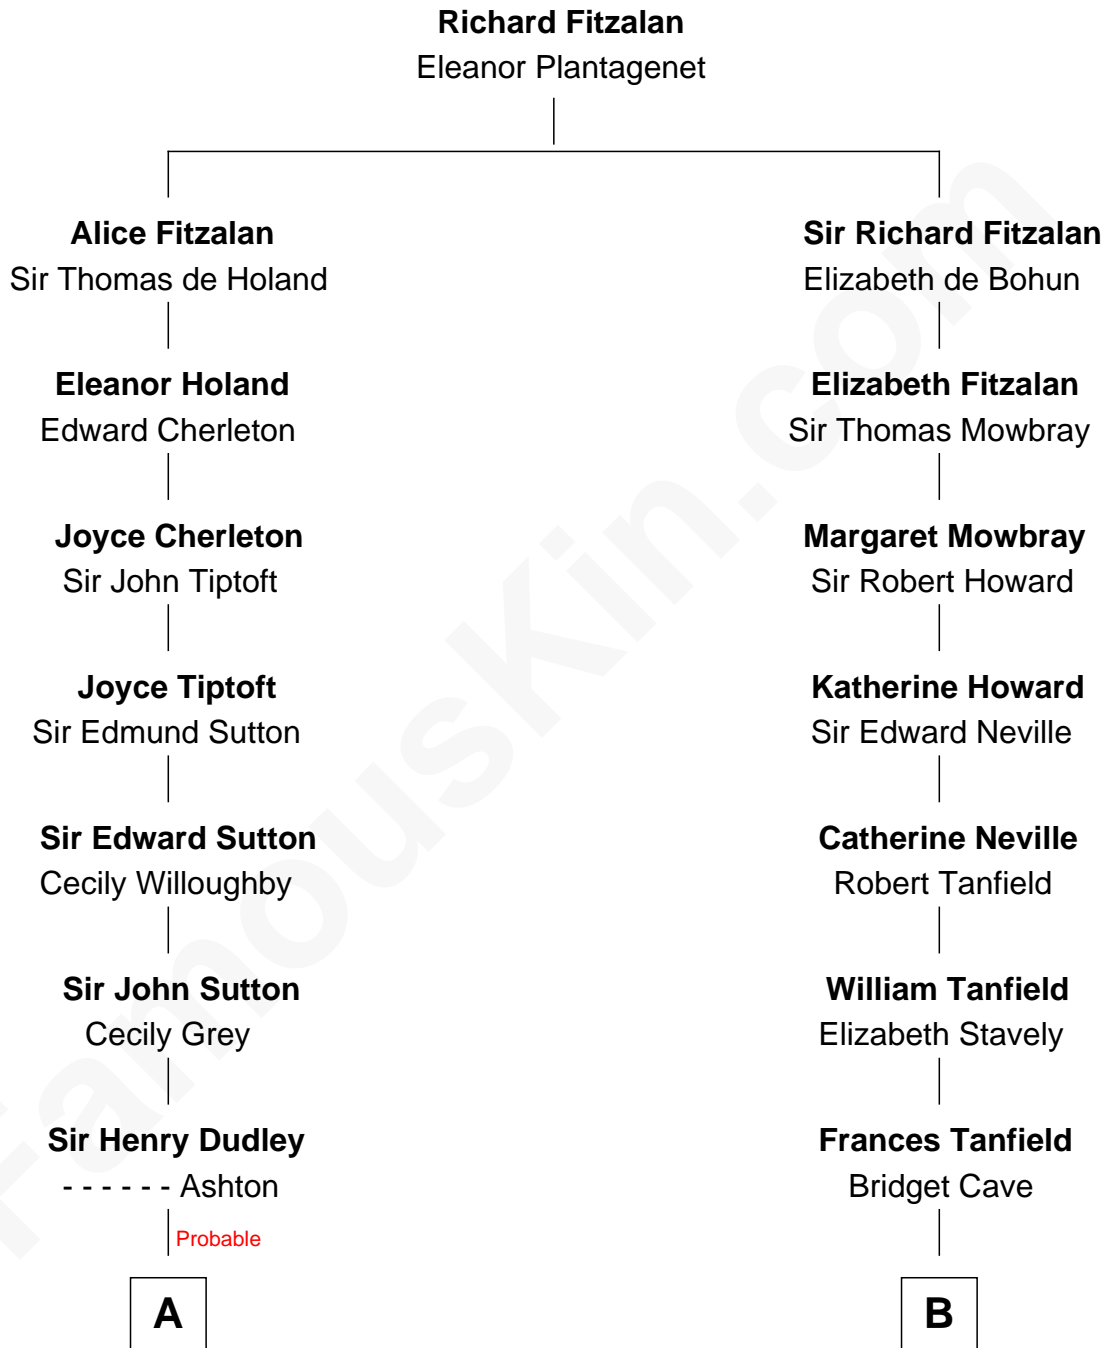 Richard Fitzalan
Eleanor Plantagenet
Alice Fitzalan
Sir Thomas de Holand
Sir Richard Fitzalan
Elizabeth de Bohun
Eleanor Holand
Edward Cherleton
Elizabeth Fitzalan
Sir Thomas Mowbray
Joyce Cherleton
Sir John Tiptoft
Margaret Mowbray
Sir Robert Howard
Joyce Tiptoft
Sir Edmund Sutton
Katherine Howard
Sir Edward Neville
Sir Edward Sutton
Cecily Willoughby
Catherine Neville
Robert Tanfield
Sir John Sutton
Cecily Grey
William Tanfield
Elizabeth Stavely
Sir Henry Dudley
- - - - - - Ashton
Frances Tanfield
Bridget Cave
Probable
A
B
FamousKin.com